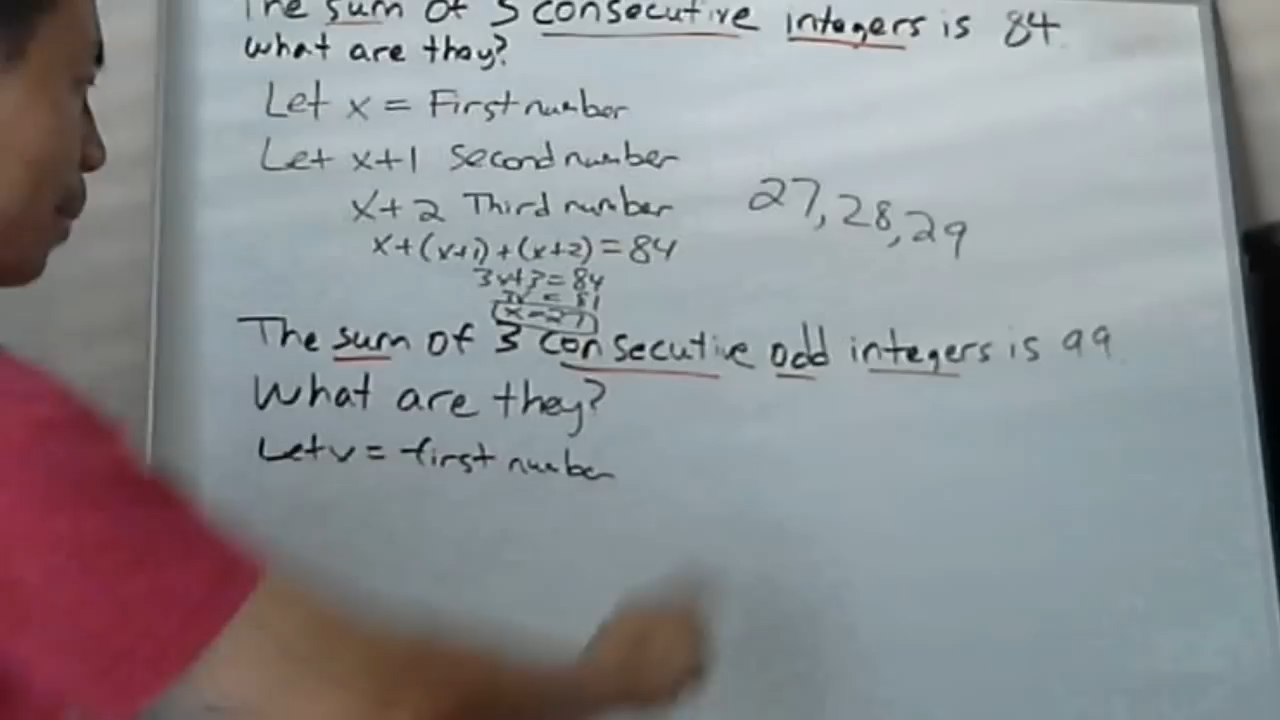 The sum of 3 consecutive integers is 84
what are they?
Let x = First number
Let x+1 Second number
x+2 Third number
27, 28, 29
x+(x+1)+(x+2)=84
3x+3=84
3x = 81
x=27
The sum of 3 consecutive odd integers is 99
What are they?
Let x = first number